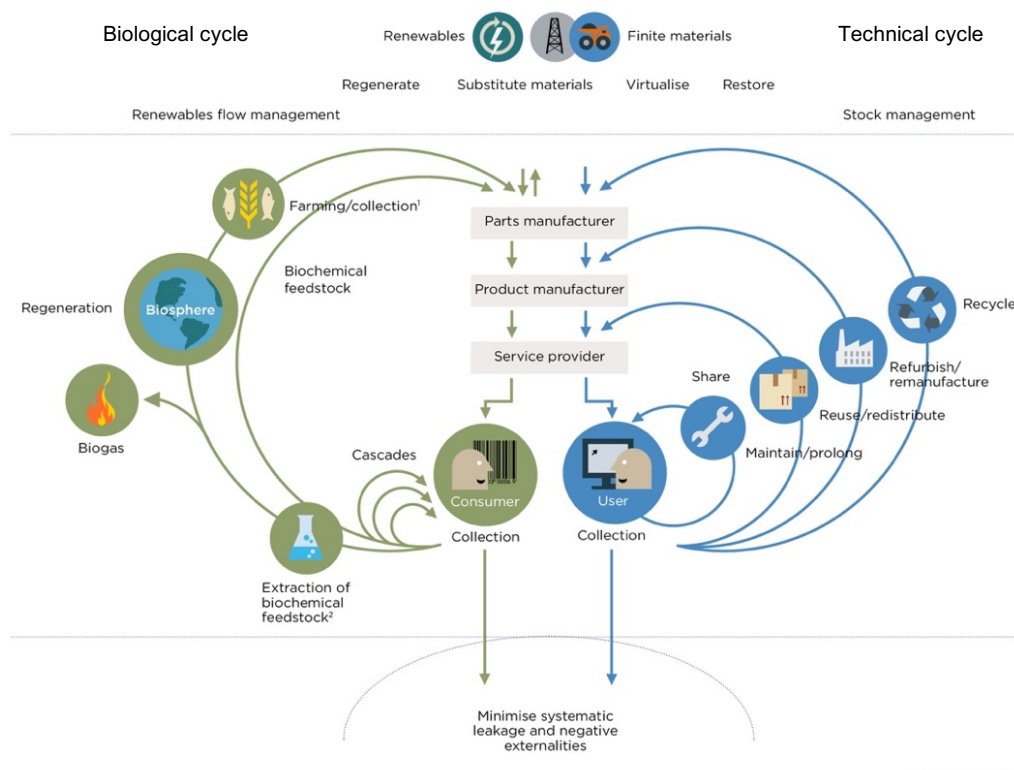 Biological cycle
Renewables
Finite materials
Technical cycle
Regenerate
Substitute materials
Virtualise
Restore
Renewables flow management
Stock management
Farming/collection¹
Parts manufacturer
Biochemical
feedstock
Regeneration
Biosphere
Product manufacturer
Recycle
Service provider
Refurbish/
remanufacture
Share
Reuse/redistribute
Biogas
Cascades
Maintain/prolong
Consumer
User
Collection
Collection
Extraction of
biochemical
feedstock²
Minimise systematic
leakage and negative
externalities